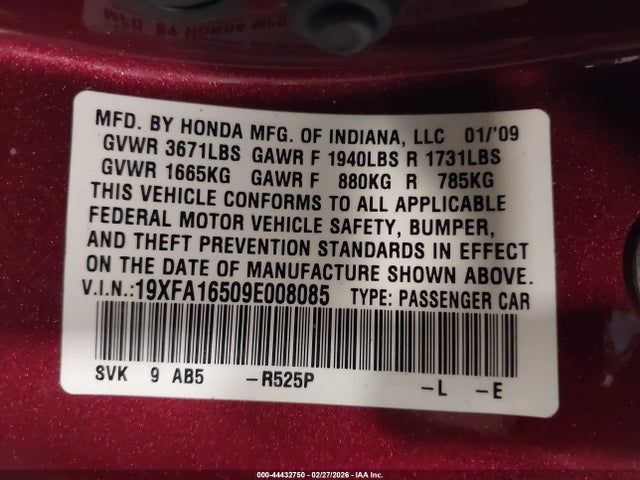 MFD. BY HONDA MFG. OF INDIANA, LLC 01/'09
GVWR 3671LBS GAWR F 1940LBS R 1731LBS
GVWR 1665KG GAWR F 880KG R 785KG
THIS VEHICLE CONFORMS TO ALL APPLICABLE
FEDERAL MOTOR VEHICLE SAFETY, BUMPER,
AND THEFT PREVENTION STANDARDS IN EFFECT
ON THE DATE OF MANUFACTURE SHOWN ABOVE.
V.I.N.:19XFA16509E008085 TYPE: PASSENGER CAR
SVK 9 AB5 –R525P –L –E
000-44432750 - 02/27/2026 - IAA Inc.